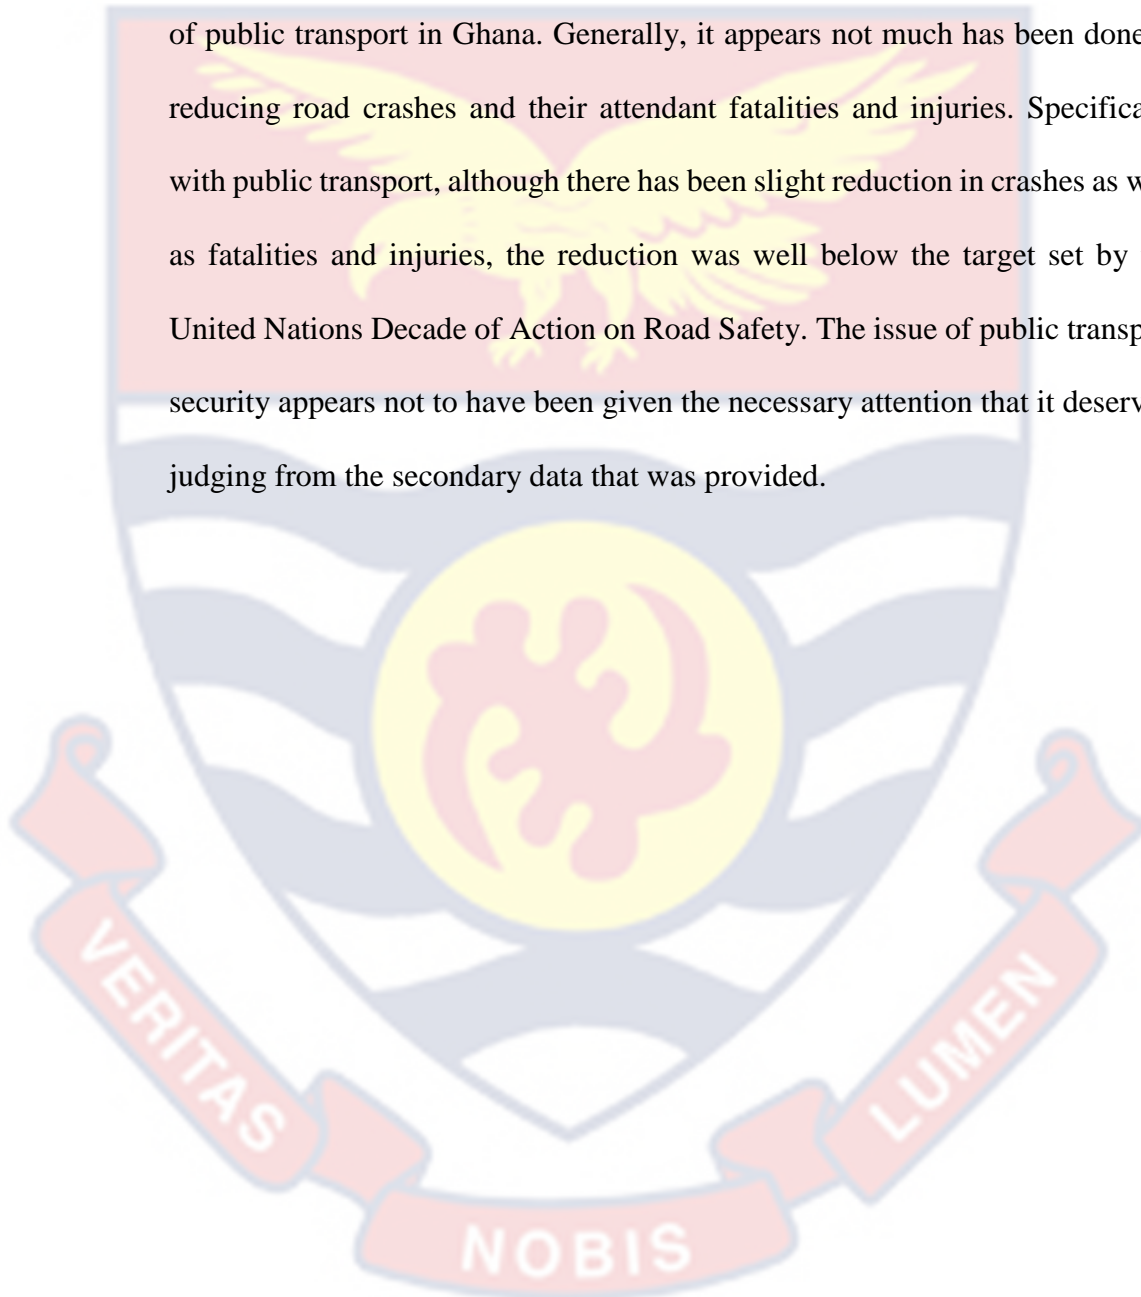 of public transport in Ghana. Generally, it appears not much has been done
reducing road crashes and their attendant fatalities and injuries.
with public transport, although there has been slight reduction in crashes as
as fatalities and injuries, the reduction was well below the target set by
United Nations Decade of Action on Road Safety. The issue of public
security appears not to have been given the necessary attention that it
judging from the secondary data that was provided.
VERITAS
NOBIS
LUMEN